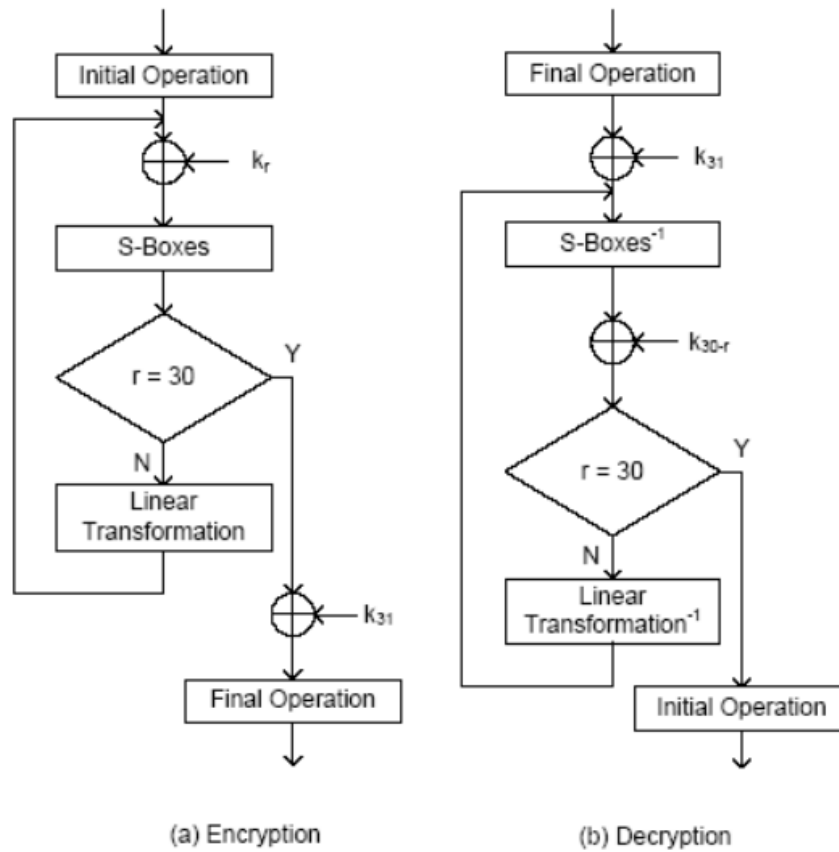 Initial Operation
k_r
S-Boxes
r = 30
Y
N
Linear
Transformation
k_31
Final Operation
(a) Encryption
Final Operation
k_31
S-Boxes^-1
k_30-r
r = 30
Y
N
Linear
Transformation^-1
Initial Operation
(b) Decryption